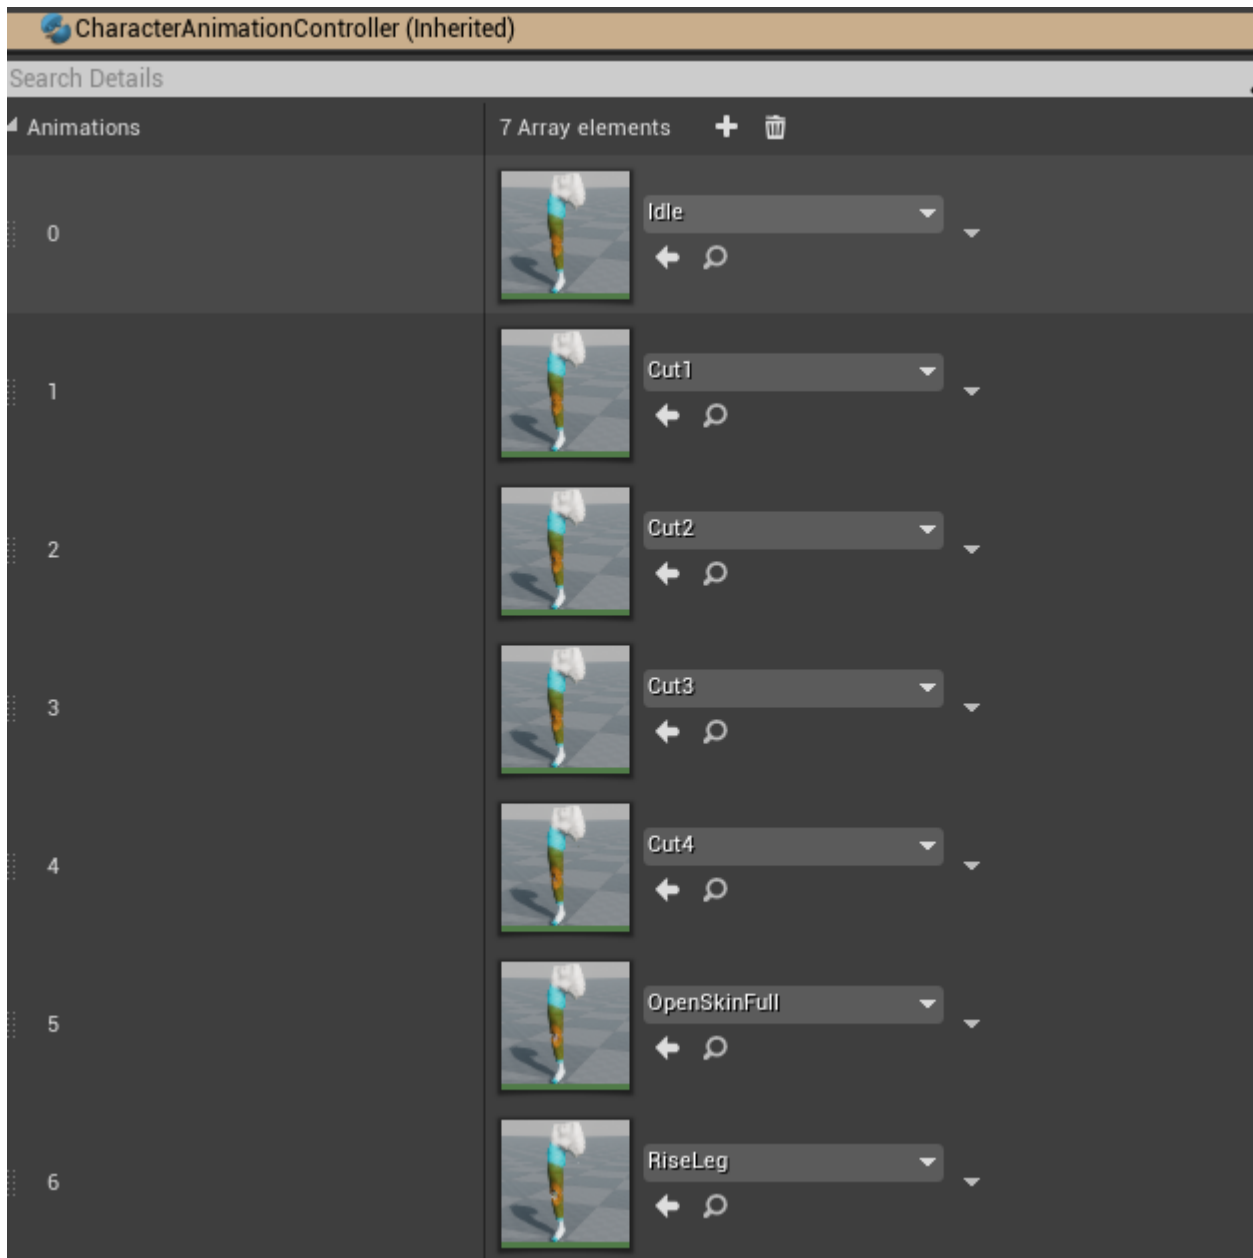 CharacterAnimationController (Inherited)
Search Details
Animations
7 Array elements
0
Idle
1
Cut1
2
Cut2
3
Cut3
4
Cut4
5
OpenSkinFull
6
RiseLeg